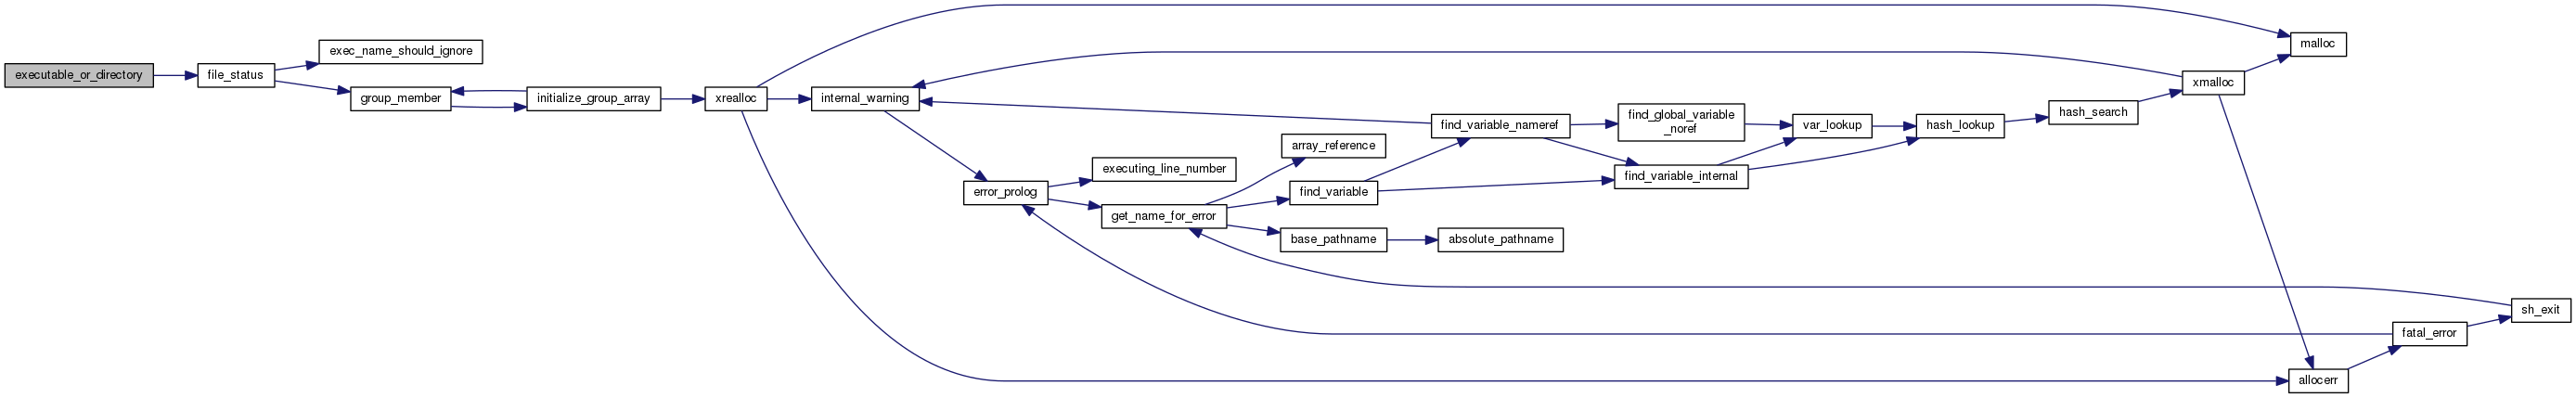 executable_or_directory
file_status
exec_name_should_ignore
group_member
initialize_group_array
xrealloc
internal_warning
error_prolog
executing_line_number
get_name_for_error
array_reference
find_variable
base_pathname
absolute_pathname
find_variable_nameref
find_global_variable
_noref
find_variable_internal
var_lookup
hash_lookup
hash_search
xmalloc
malloc
allocerr
fatal_error
sh_exit